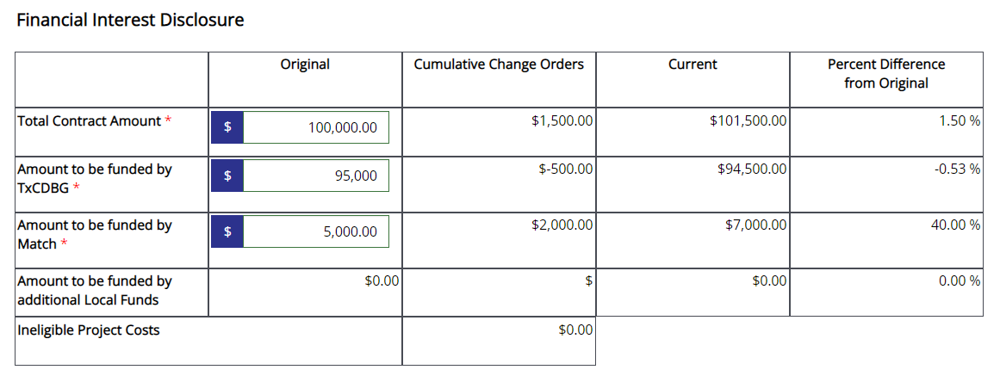 Financial Interest Disclosure
Original
Cumulative Change Orders
Current
Percent Difference
from Original
Total Contract Amount *
$ 100,000.00
$1,500.00
$101,500.00
1.50 %
Amount to be funded by
TxCDBG *
$ 95,000
$-500.00
$94,500.00
-0.53 %
Amount to be funded by
Match *
$ 5,000.00
$2,000.00
$7,000.00
40.00 %
Amount to be funded by
additional Local Funds
$0.00
$
$0.00
0.00 %
Ineligible Project Costs
$0.00